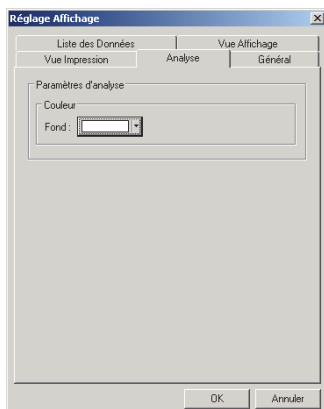 Réglage Affichage
Liste des Données Vue Affichage
Vue Impression Analyse Général
Paramètres d'analyse
Couleur
Fond :
OK Annuler